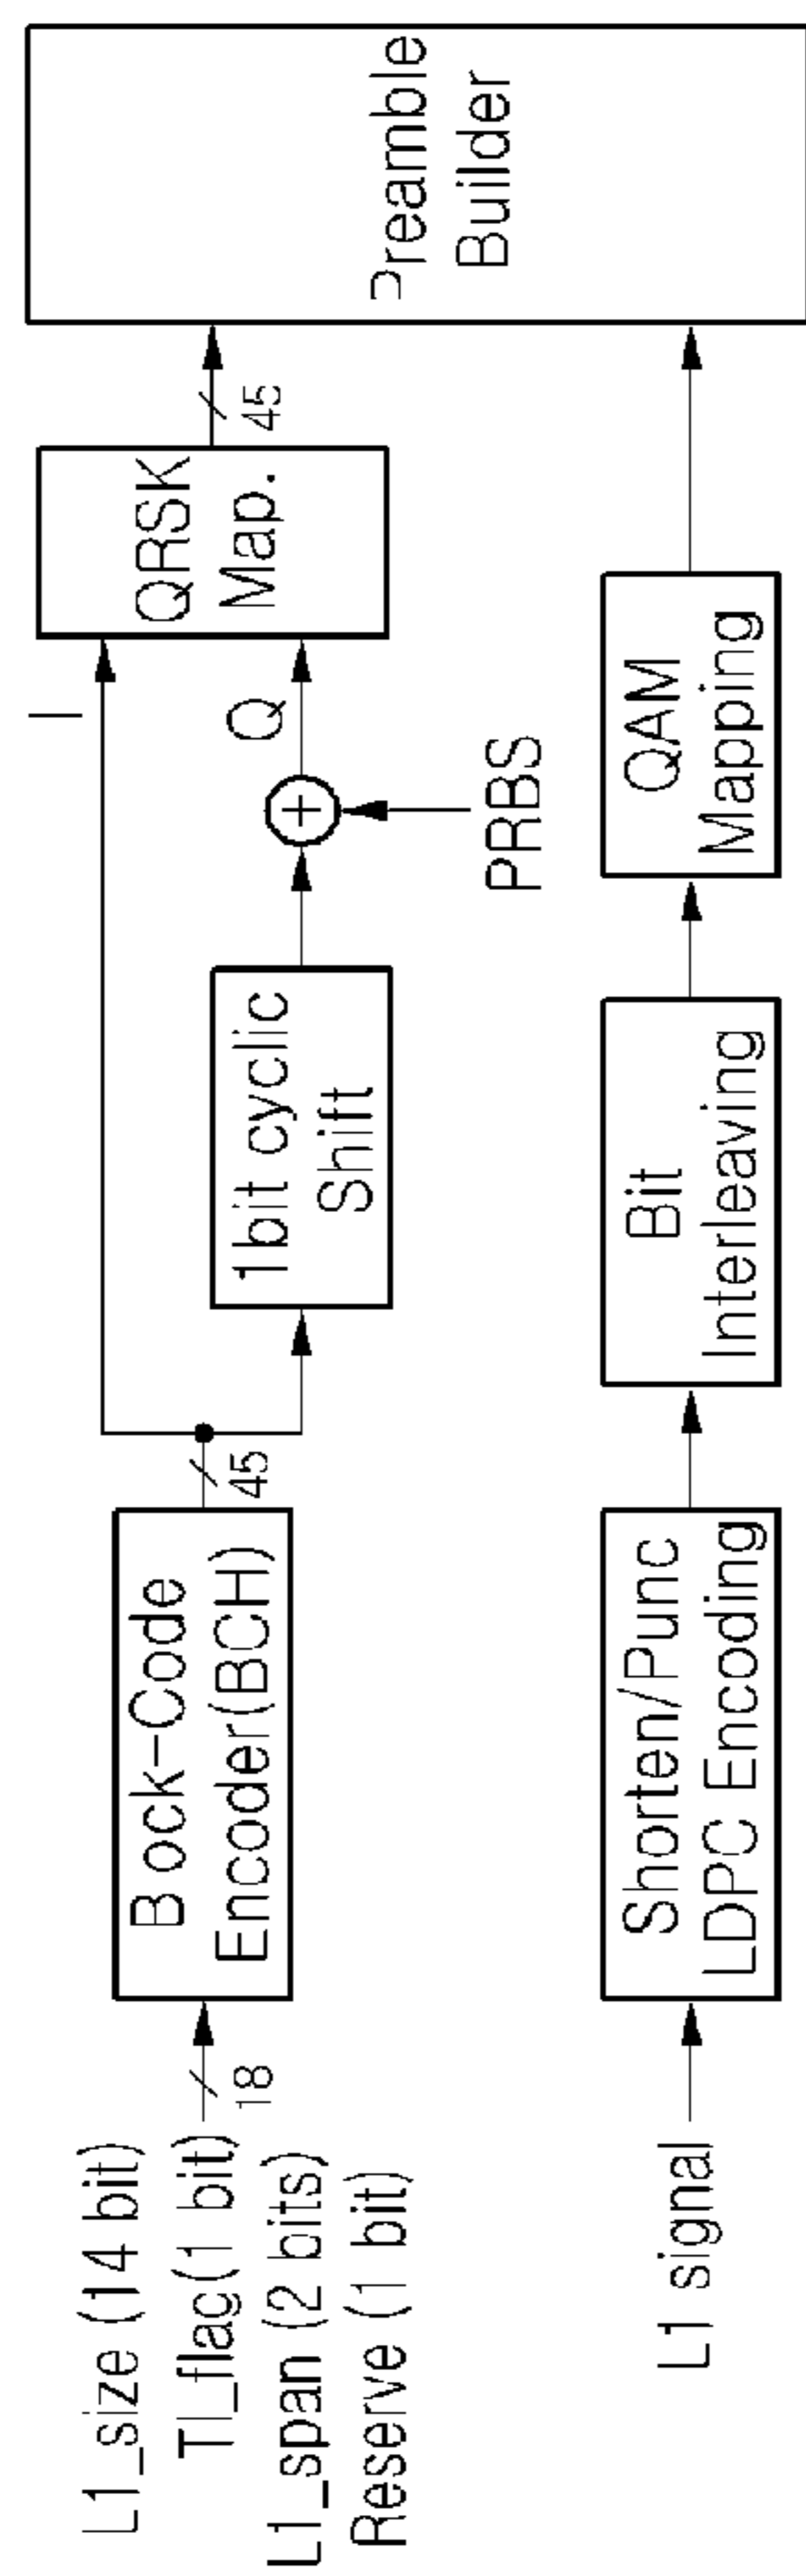 L1_size (14 bit)
TI_flag(1 bit)
L1_span (2 bits)
Reserve (1 bit)
18
B ock-Code
Encoder(BCH)
45
I
1bit cyclic
Shift
Q
PRBS
QRSK
Map.
45
Preamble
Builder
L1 signal
Shorten/Punc
LDPC Encoding
Bit
Interleaving
QAM
Mapping